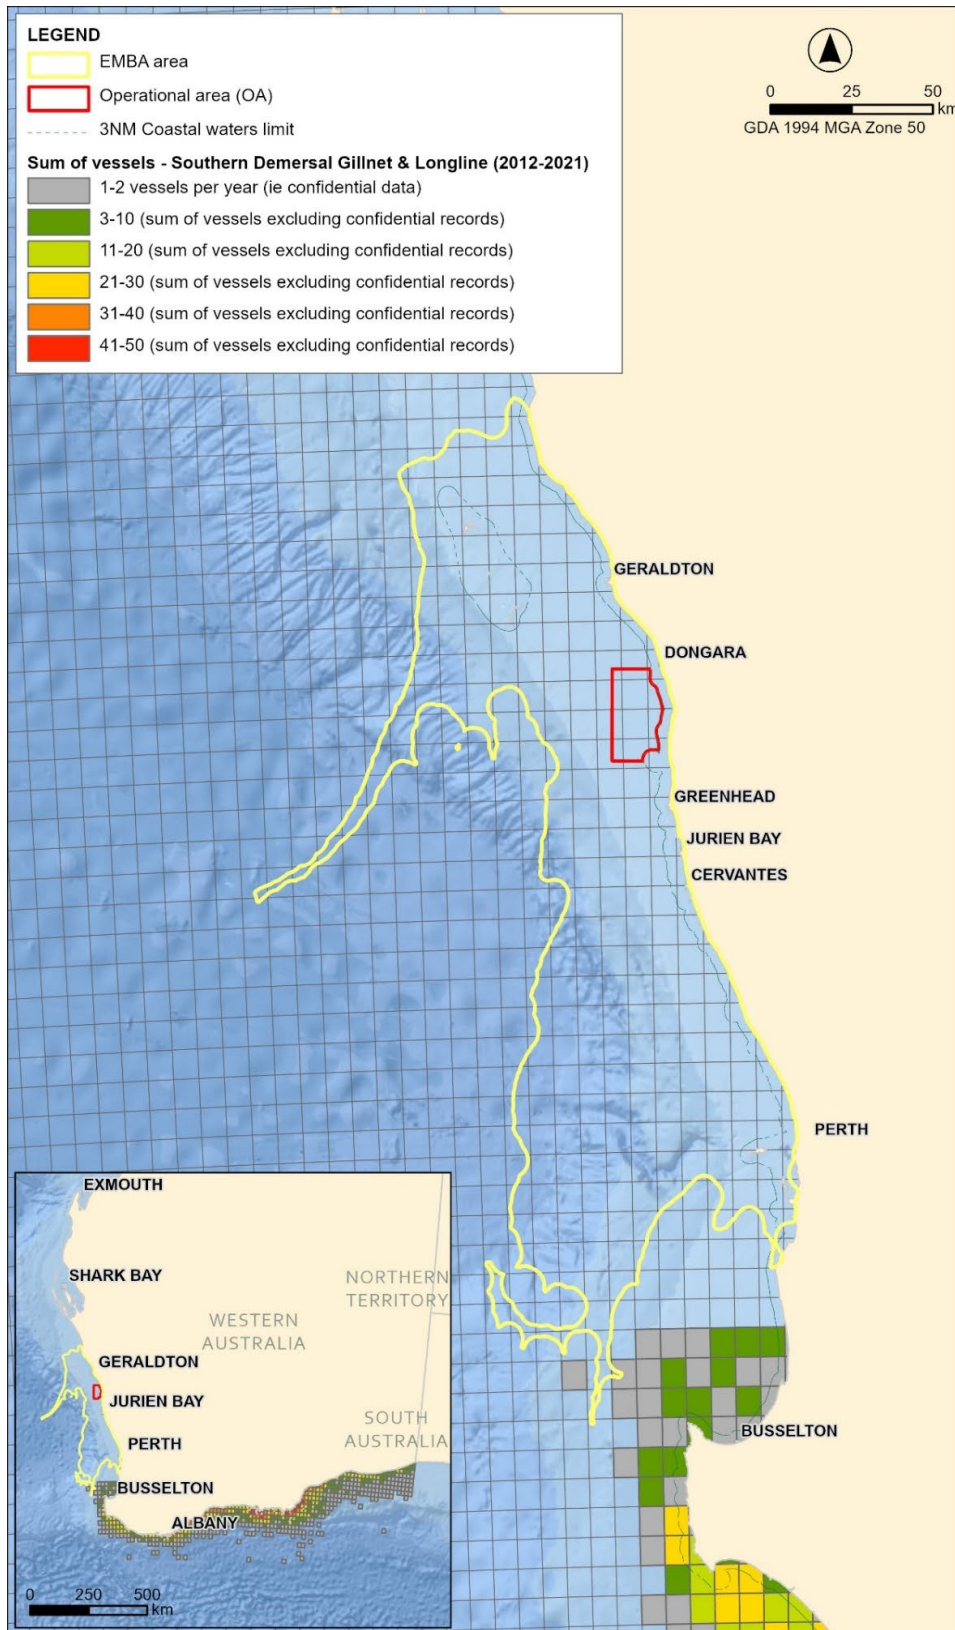 LEGEND
EMBA area
Operational area (OA)
3NM Coastal waters limit
Sum of vessels - Southern Demersal Gillnet & Longline (2012-2021)
1-2 vessels per year (ie confidential data)
3-10 (sum of vessels excluding confidential records)
11-20 (sum of vessels excluding confidential records)
21-30 (sum of vessels excluding confidential records)
31-40 (sum of vessels excluding confidential records)
41-50 (sum of vessels excluding confidential records)
0 25 50
km
GDA 1994 MGA Zone 50
GERALDTON
DONGARA
GREENHEAD
JURIEN BAY
CERVANTES
PERTH
BUSSELTON
EXMOUTH
SHARK BAY
NORTHERN
TERRITORY
WESTERN
AUSTRALIA
GERALDTON
JURIEN BAY
SOUTH
AUSTRALIA
PERTH
BUSSELTON
ALBANY
0 250 500
km